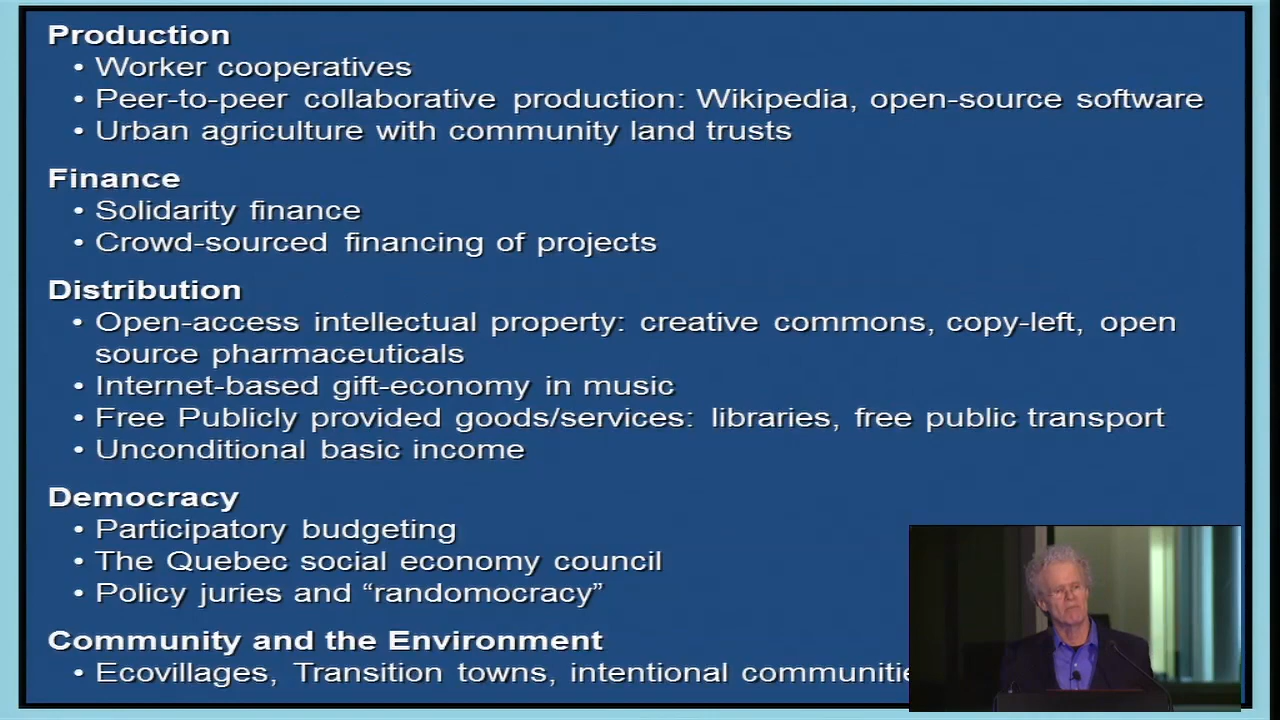 Production
• Worker cooperatives
• Peer-to-peer collaborative production: Wikipedia, open-source software
• Urban agriculture with community land trusts
Finance
• Solidarity finance
• Crowd-sourced financing of projects
Distribution
• Open-access intellectual property: creative commons, copy-left, open
source pharmaceuticals
• Internet-based gift-economy in music
• Free Publicly provided goods/services: libraries, free public transport
• Unconditional basic income
Democracy
• Participatory budgeting
• The Quebec social economy council
• Policy juries and “randomocracy”
Community and the Environment
• Ecovillages, Transition towns, intentional